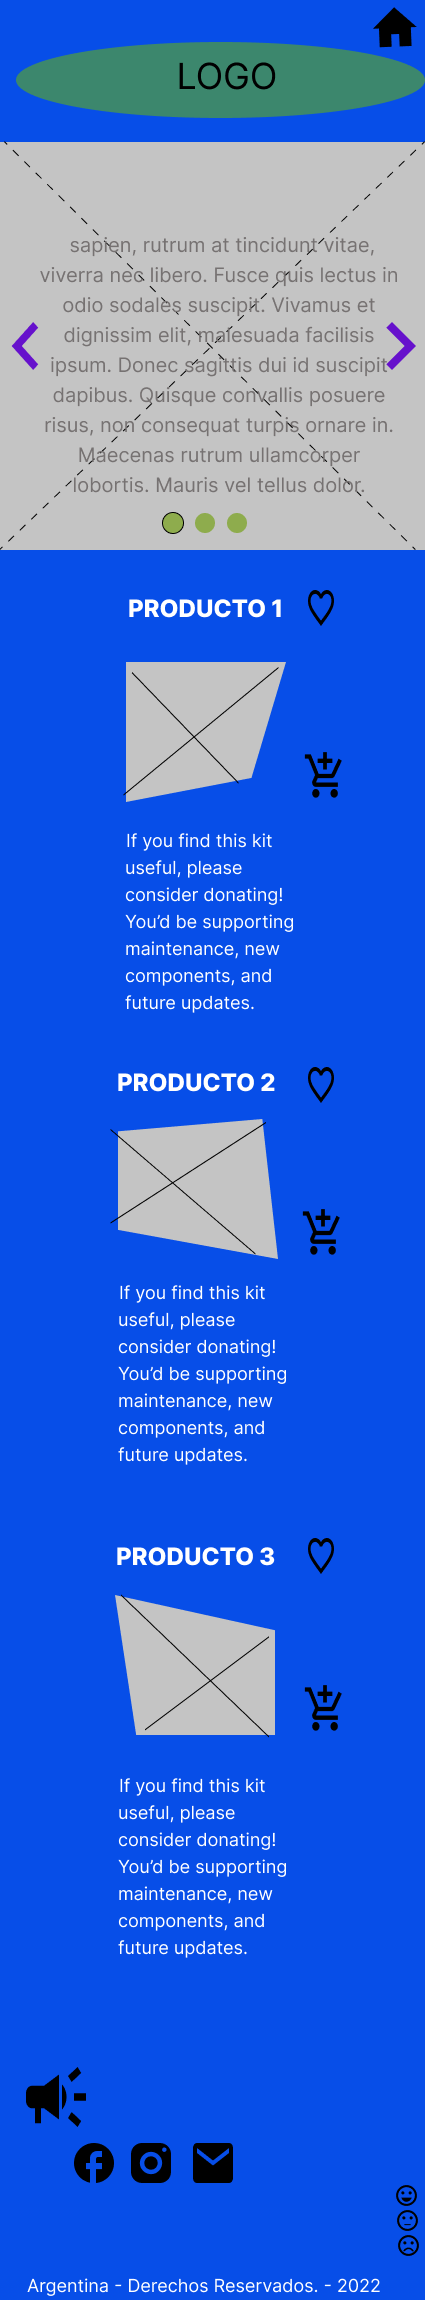 LOGO
sapien, rutrum at tincidunt vitae,
viverra nec libero. Fusce quis lectus in
odio sodales suscipit. Vivamus et
dignissim elit, malesuada facilisis
ipsum. Donec sagittis dui id suscipit
dapibus. Quisque convallis posuere
risus, non consequat turpis ornare in.
Maecenas rutrum ullamcorper
lobortis. Mauris vel tellus dolor.
PRODUCTO 1
If you find this kit
useful, please
consider donating!
You’d be supporting
maintenance, new
components, and
future updates.
PRODUCTO 2
If you find this kit
useful, please
consider donating!
You’d be supporting
maintenance, new
components, and
future updates.
PRODUCTO 3
If you find this kit
useful, please
consider donating!
You’d be supporting
maintenance, new
components, and
future updates.
Argentina - Derechos Reservados. - 2022